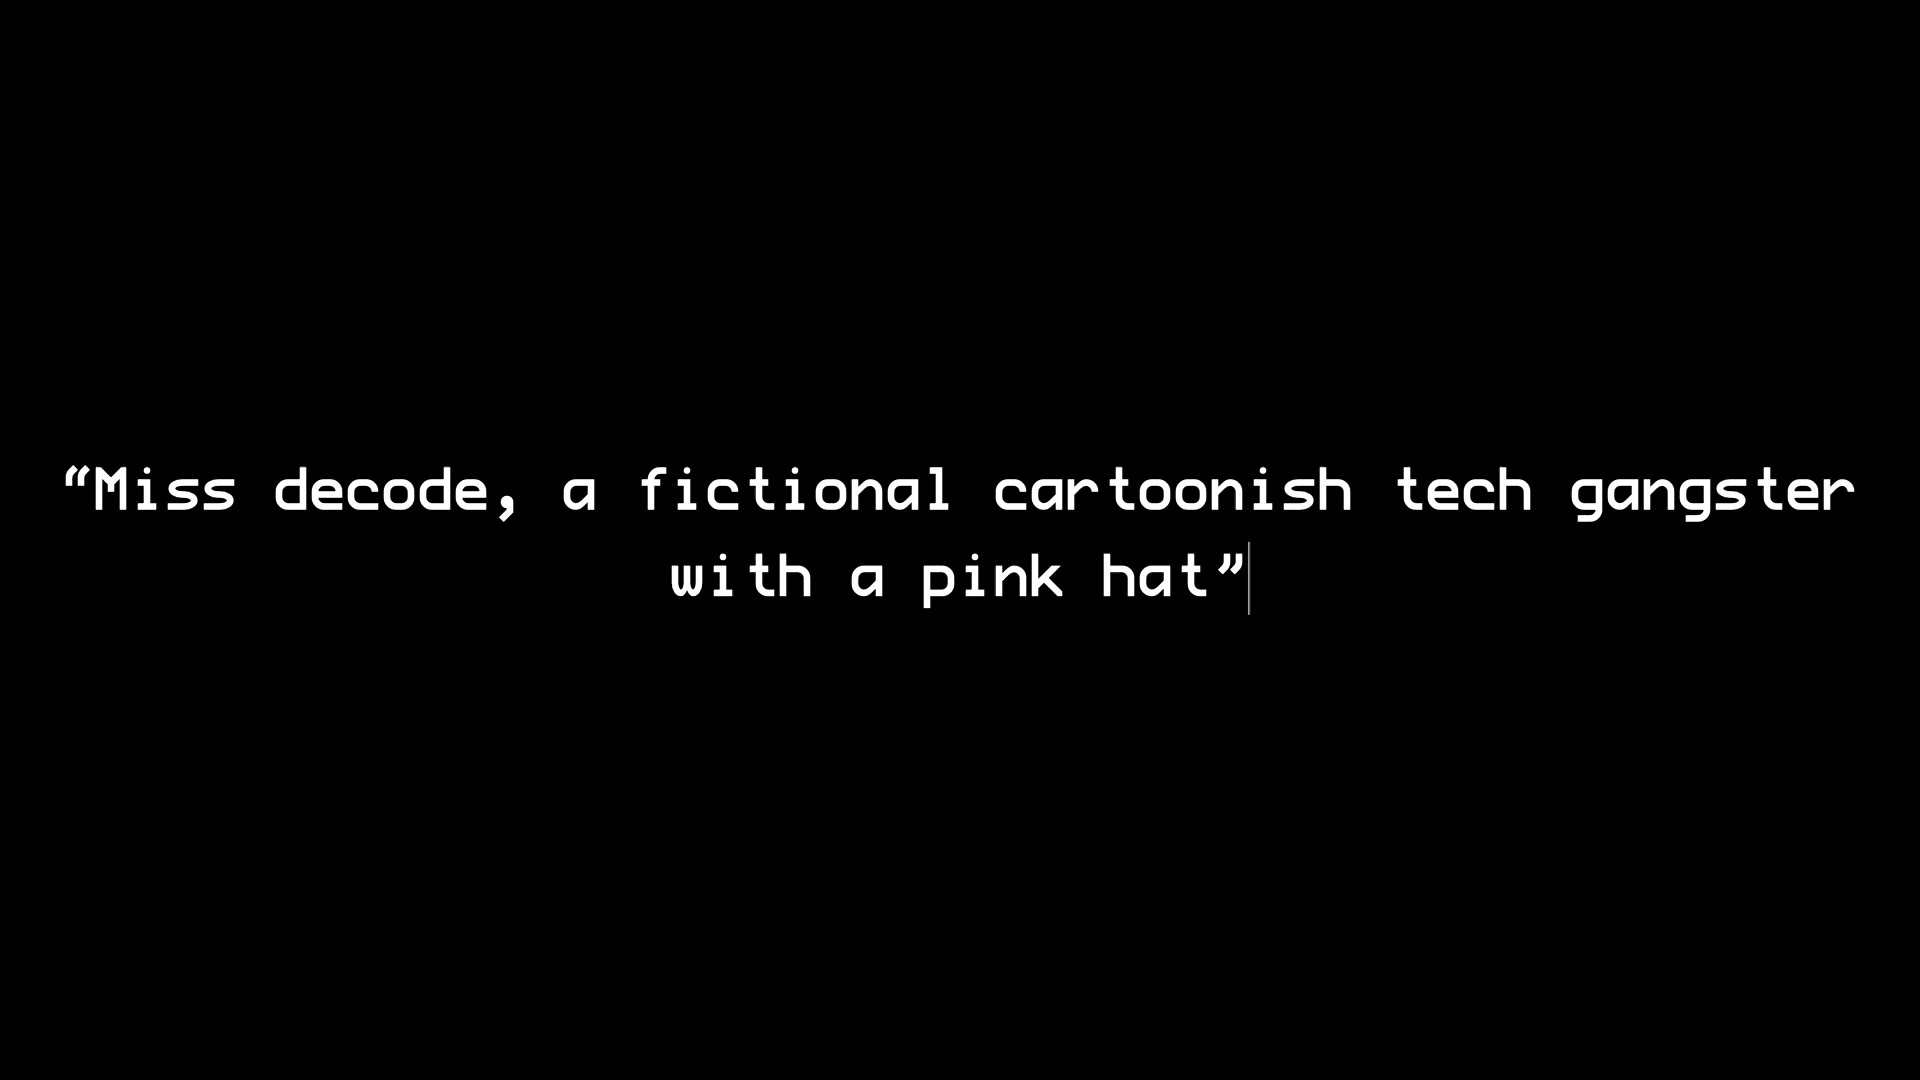 “Miss decode, a fictional cartoonish tech gangster
with a pink hat”